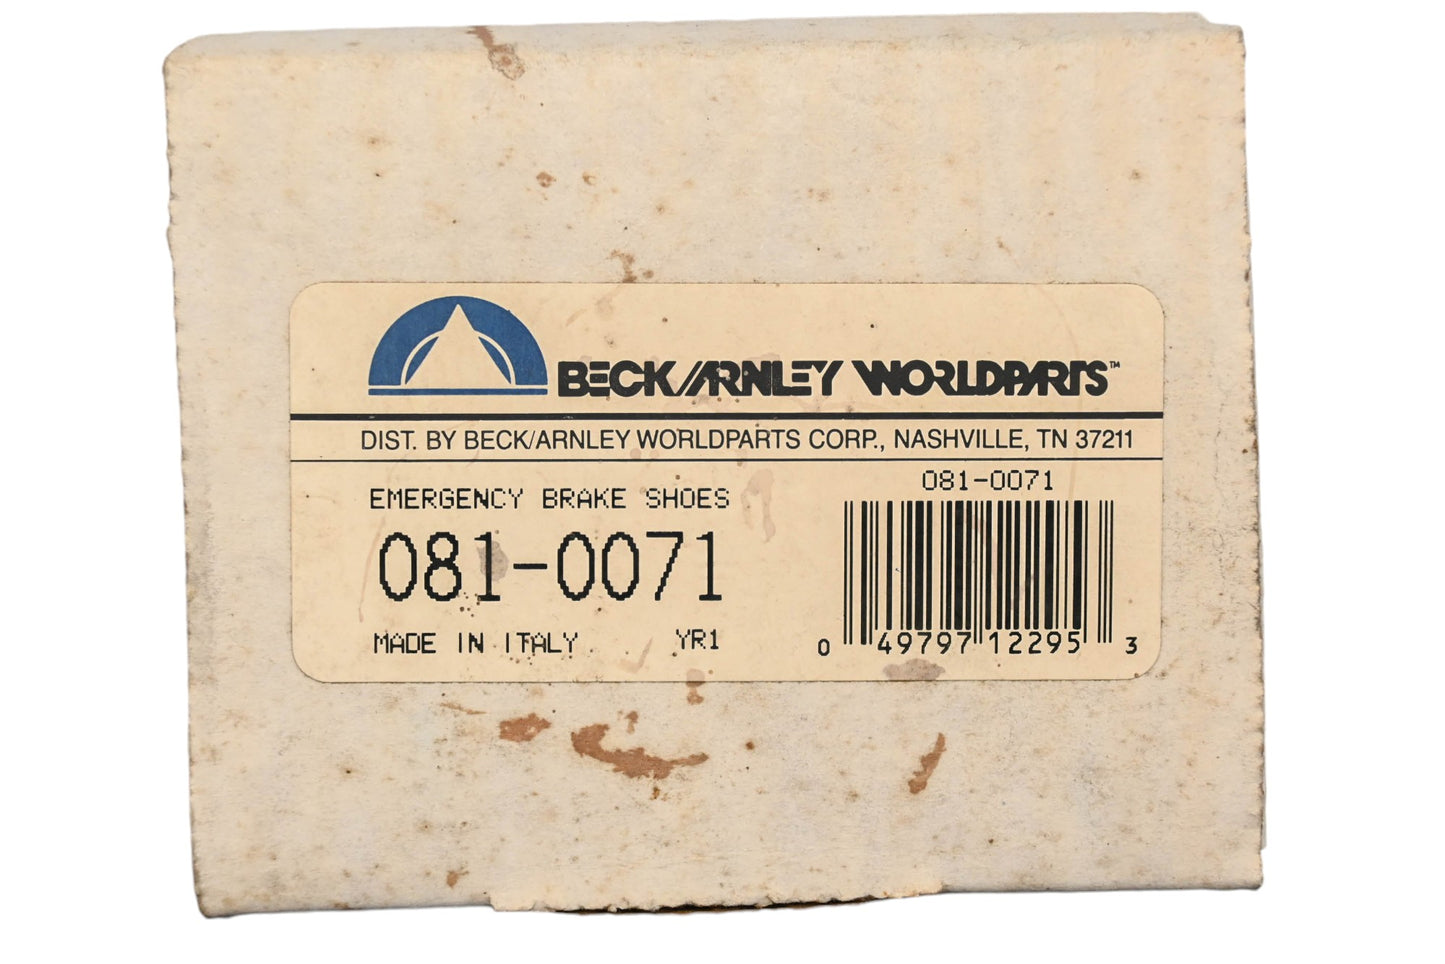 BECK/ARNLEY WORLDPARTS™
DIST. BY BECK/ARNLEY WORLDPARTS CORP., NASHVILLE, TN 37211
EMERGENCY BRAKE SHOES
081-0071
MADE IN ITALY YR1
081-0071
0 49797 12295 3